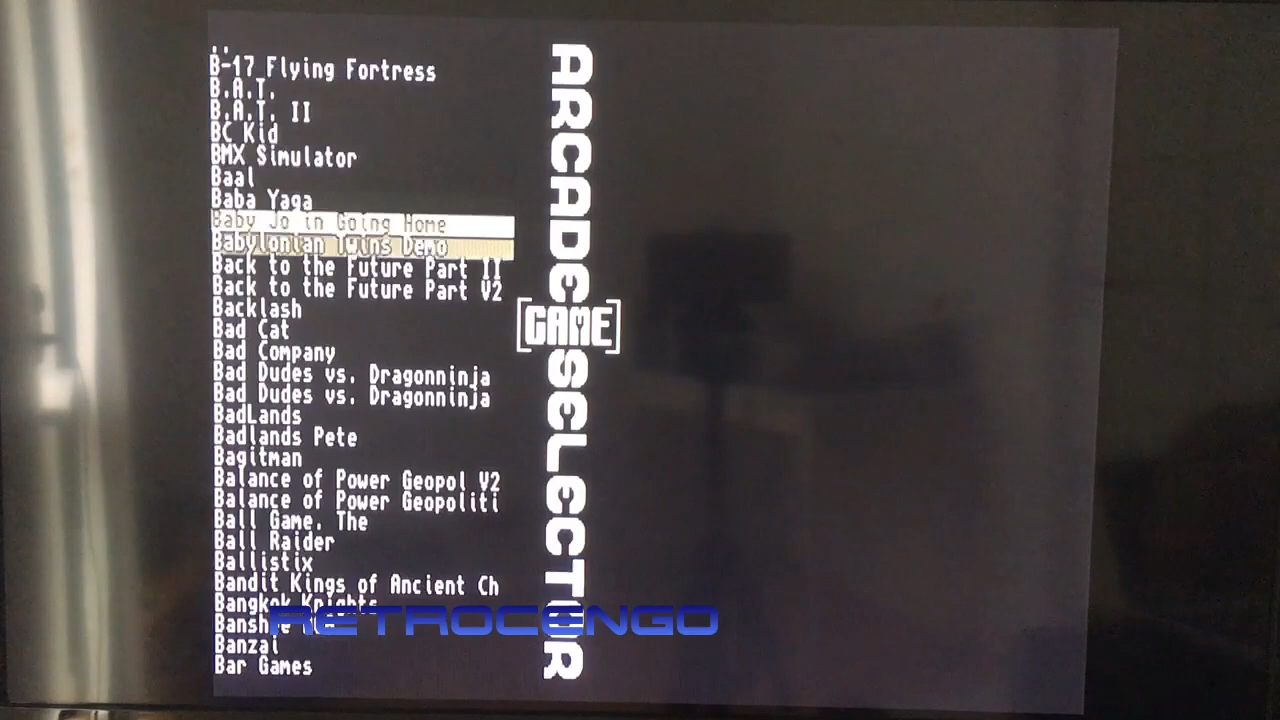 ..
B-17 Flying Fortress
B.A.T.
B.A.T. II
BC Kid
BMX Simulator
Baal
Baba Yaga
Baby Jo in Going Home
Babylonian Twins Demo
Back to the Future Part II
Back to the Future Part V2
Backlash
Bad Cat
Bad Company
Bad Dudes vs. Dragonninja
Bad Dudes vs. Dragonninja
BadLands
Badlands Pete
Bagitman
Balance of Power Geopol V2
Balance of Power Geopoliti
Ball Game, The
Ball Raider
Ballistix
Bandit Kings of Ancient Ch
Bangkok Knights
Banshee
Banzai
Bar Games
ARCADE
[GAME]
SELECTOR
RETROCENGO